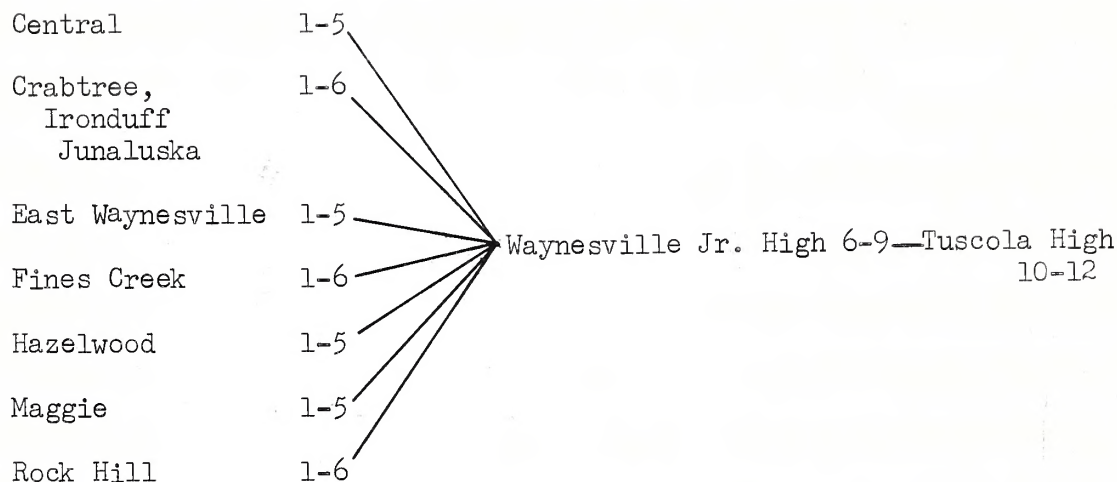 Central 1-5
Crabtree, 1-6
Ironduff
Junaluska
East Waynesville 1-5
Waynesville Jr. High 6-9—Tuscola High
10-12
Fines Creek 1-6
Hazelwood 1-5
Maggie 1-5
Rock Hill 1-6